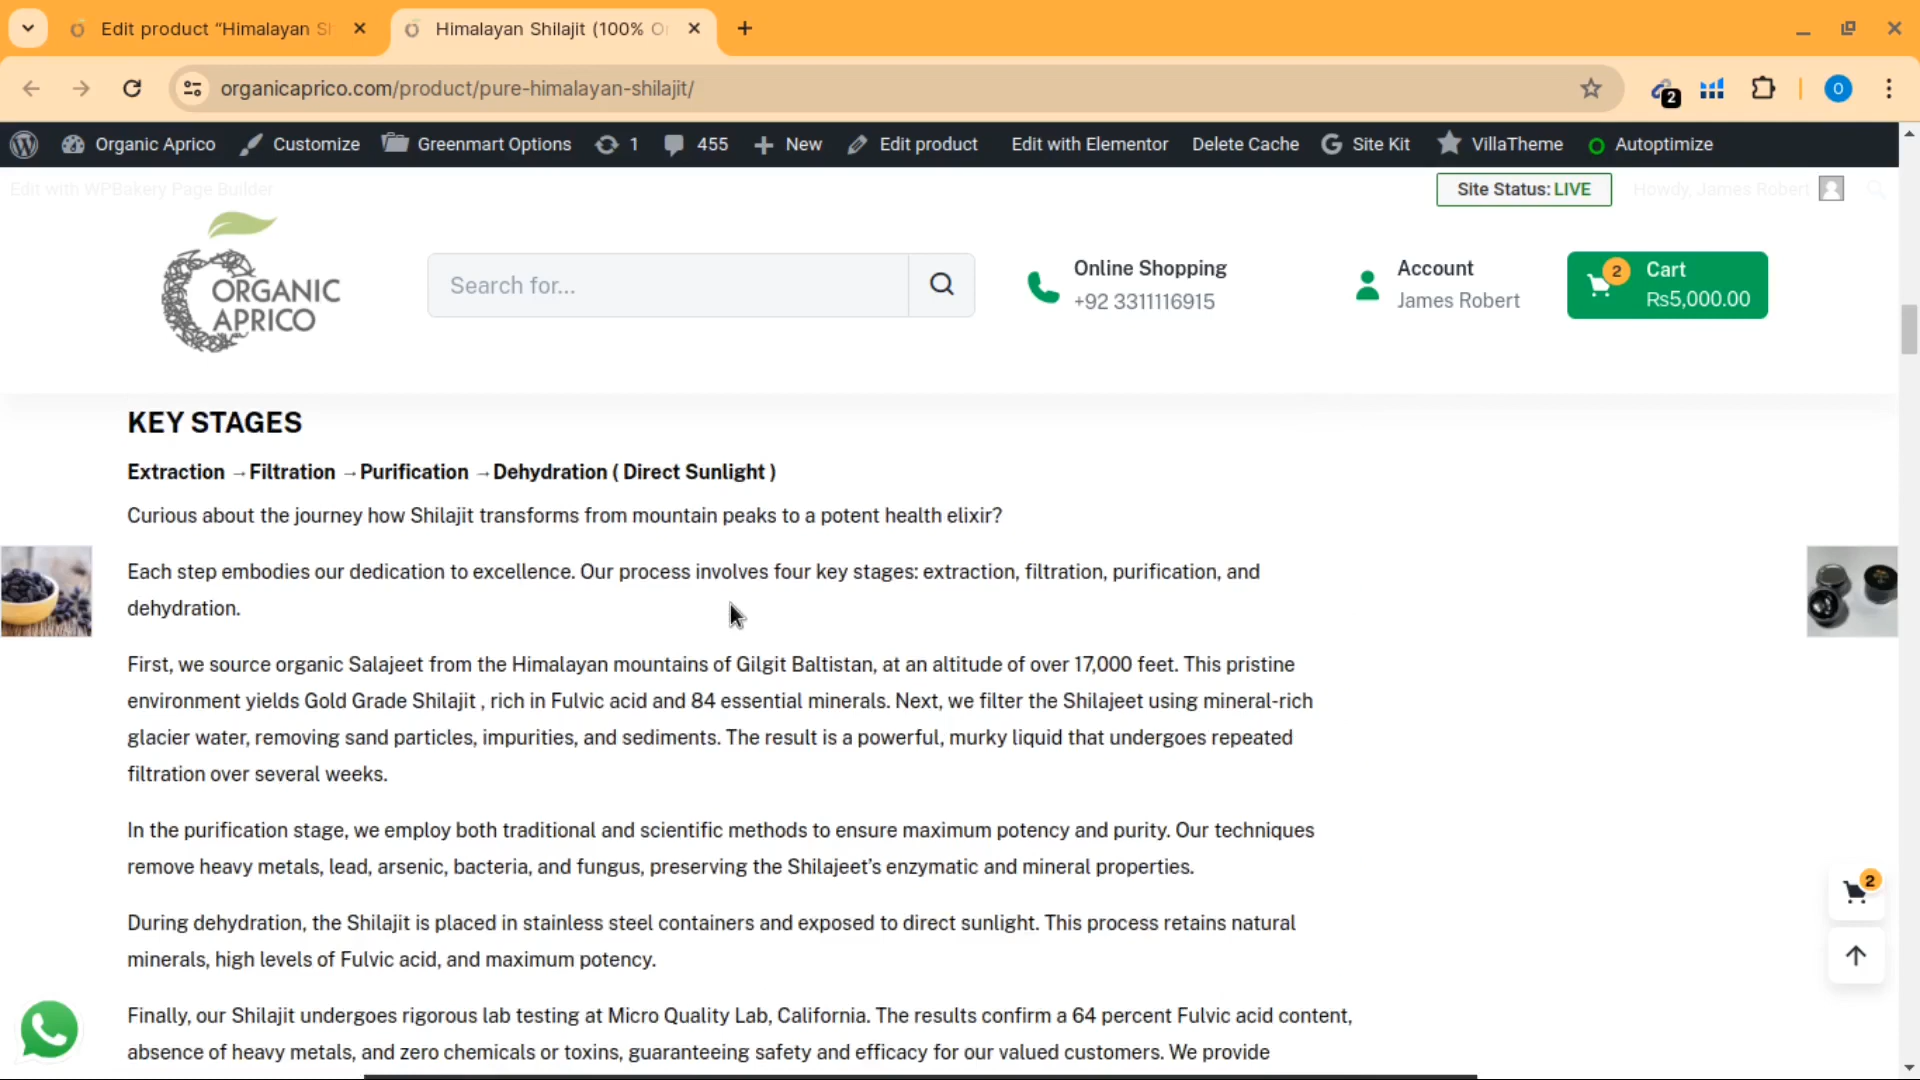 Edit product “Himalayan S
Himalayan Shilajit (100% O
organicaprico.com/product/pure-himalayan-shilajit/
2
O
Organic Aprico
Customize
Greenmart Options
1
455
New
Edit product
Edit with Elementor
Delete Cache
Site Kit
VillaTheme
Autoptimize
Edit with WPBakery Page Builder
Site Status: LIVE
Howdy, James Robert
ORGANIC
APRICO
Search for...
Online Shopping
+92 3311116915
Account
James Robert
2
Cart
₨5,000.00
KEY STAGES
Extraction →Filtration →Purification →Dehydration ( Direct Sunlight )
Curious about the journey how Shilajit transforms from mountain peaks to a potent health elixir?
Each step embodies our dedication to excellence. Our process involves four key stages: extraction, filtration, purification, and
dehydration.
First, we source organic Salajeet from the Himalayan mountains of Gilgit Baltistan, at an altitude of over 17,000 feet. This pristine
environment yields Gold Grade Shilajit , rich in Fulvic acid and 84 essential minerals. Next, we filter the Shilajeet using mineral-rich
glacier water, removing sand particles, impurities, and sediments. The result is a powerful, murky liquid that undergoes repeated
filtration over several weeks.
In the purification stage, we employ both traditional and scientific methods to ensure maximum potency and purity. Our techniques
remove heavy metals, lead, arsenic, bacteria, and fungus, preserving the Shilajeet’s enzymatic and mineral properties.
During dehydration, the Shilajit is placed in stainless steel containers and exposed to direct sunlight. This process retains natural
minerals, high levels of Fulvic acid, and maximum potency.
Finally, our Shilajit undergoes rigorous lab testing at Micro Quality Lab, California. The results confirm a 64 percent Fulvic acid content,
absence of heavy metals, and zero chemicals or toxins, guaranteeing safety and efficacy for our valued customers. We provide
2